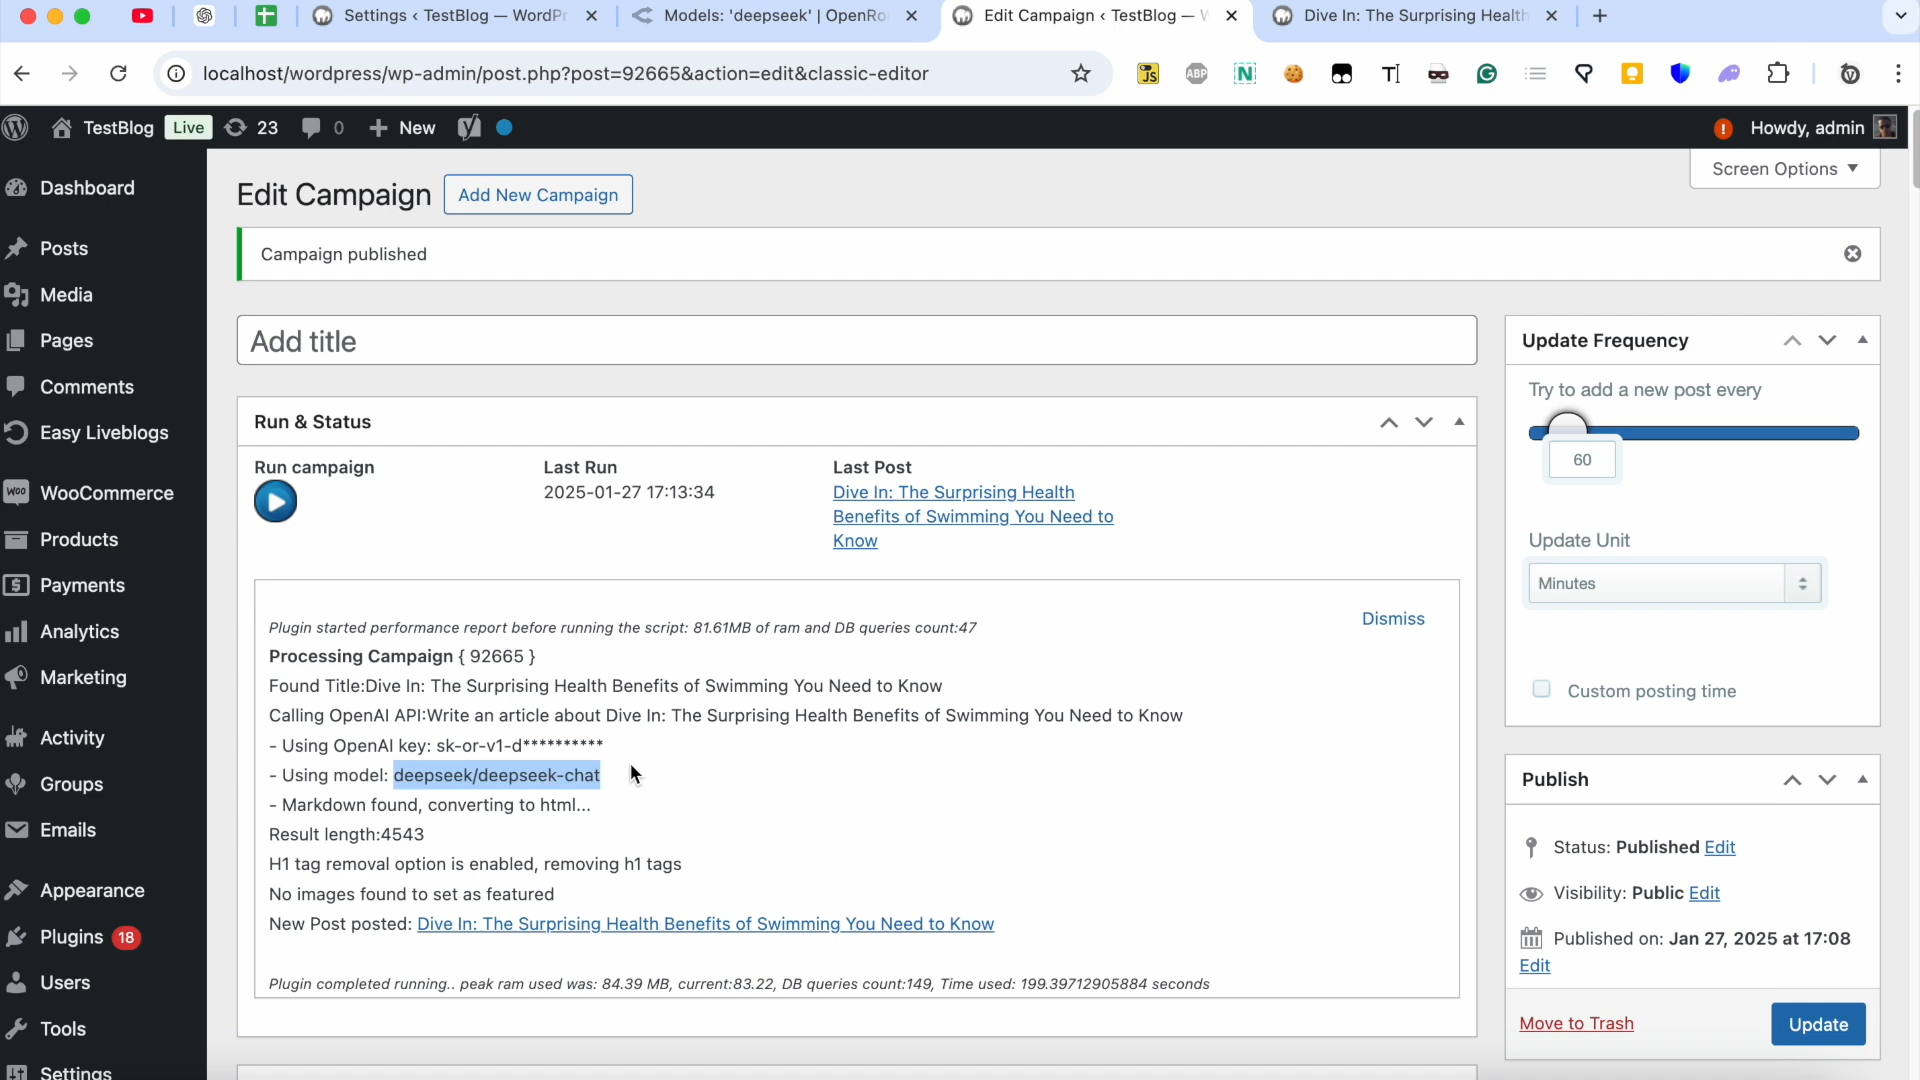 Settings ‹ TestBlog — WordPr
Models: 'deepseek' | OpenRo
Edit Campaign ‹ TestBlog — W
Dive In: The Surprising Health
localhost/wordpress/wp-admin/post.php?post=92665&action=edit&classic-editor
JS
ABP
N
TestBlog
Live
23
0
New
Howdy, admin
Dashboard
Posts
Media
Pages
Comments
Easy Liveblogs
WooCommerce
Products
Payments
Analytics
Marketing
Activity
Groups
Emails
Appearance
Plugins 18
Users
Tools
Settings
Screen Options
Edit Campaign
Add New Campaign
Campaign published
Add title
Run & Status
Run campaign
Last Run
2025-01-27 17:13:34
Last Post
Dive In: The Surprising Health
Benefits of Swimming You Need to
Know
Dismiss
Plugin started performance report before running the script: 81.61MB of ram and DB queries count:47
Processing Campaign { 92665 }
Found Title:Dive In: The Surprising Health Benefits of Swimming You Need to Know
Calling OpenAI API:Write an article about Dive In: The Surprising Health Benefits of Swimming You Need to Know
- Using OpenAI key: sk-or-v1-d**********
- Using model: deepseek/deepseek-chat
- Markdown found, converting to html...
Result length:4543
H1 tag removal option is enabled, removing h1 tags
No images found to set as featured
New Post posted: Dive In: The Surprising Health Benefits of Swimming You Need to Know
Plugin completed running.. peak ram used was: 84.39 MB, current:83.22, DB queries count:149, Time used: 199.39712905884 seconds
Update Frequency
Try to add a new post every
60
Update Unit
Minutes
Custom posting time
Publish
Status: Published Edit
Visibility: Public Edit
Published on: Jan 27, 2025 at 17:08
Edit
Move to Trash
Update